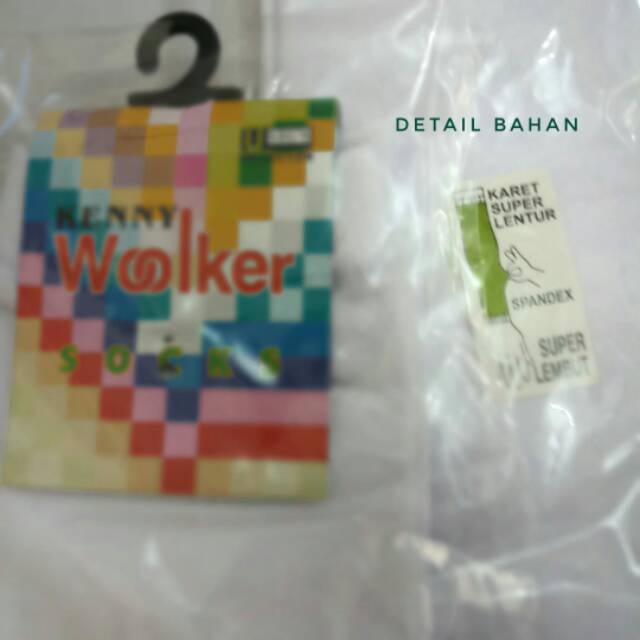 KENNY
Woolker
SOCKS
DETAIL BAHAN
KARET
SUPER
LENTUR
SPANDEX
SUPER
LEMBUT